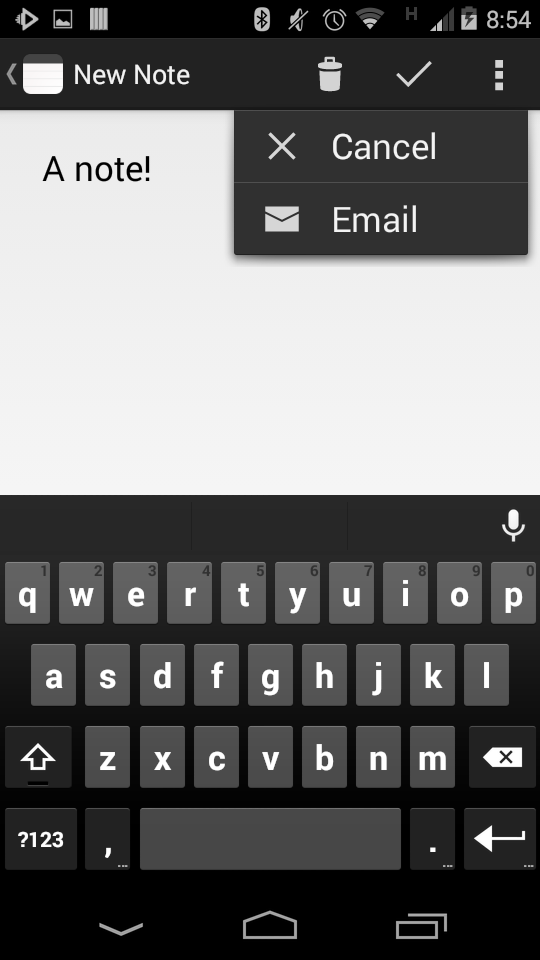 H 8:54
New Note
A note!
Cancel
Email
q 1 w 2 e 3 r 4 t 5 y 6 u 7 i 8 o 9 p 0
a s d f g h j k l
z x c v b n m
?123 , ... . ... ...